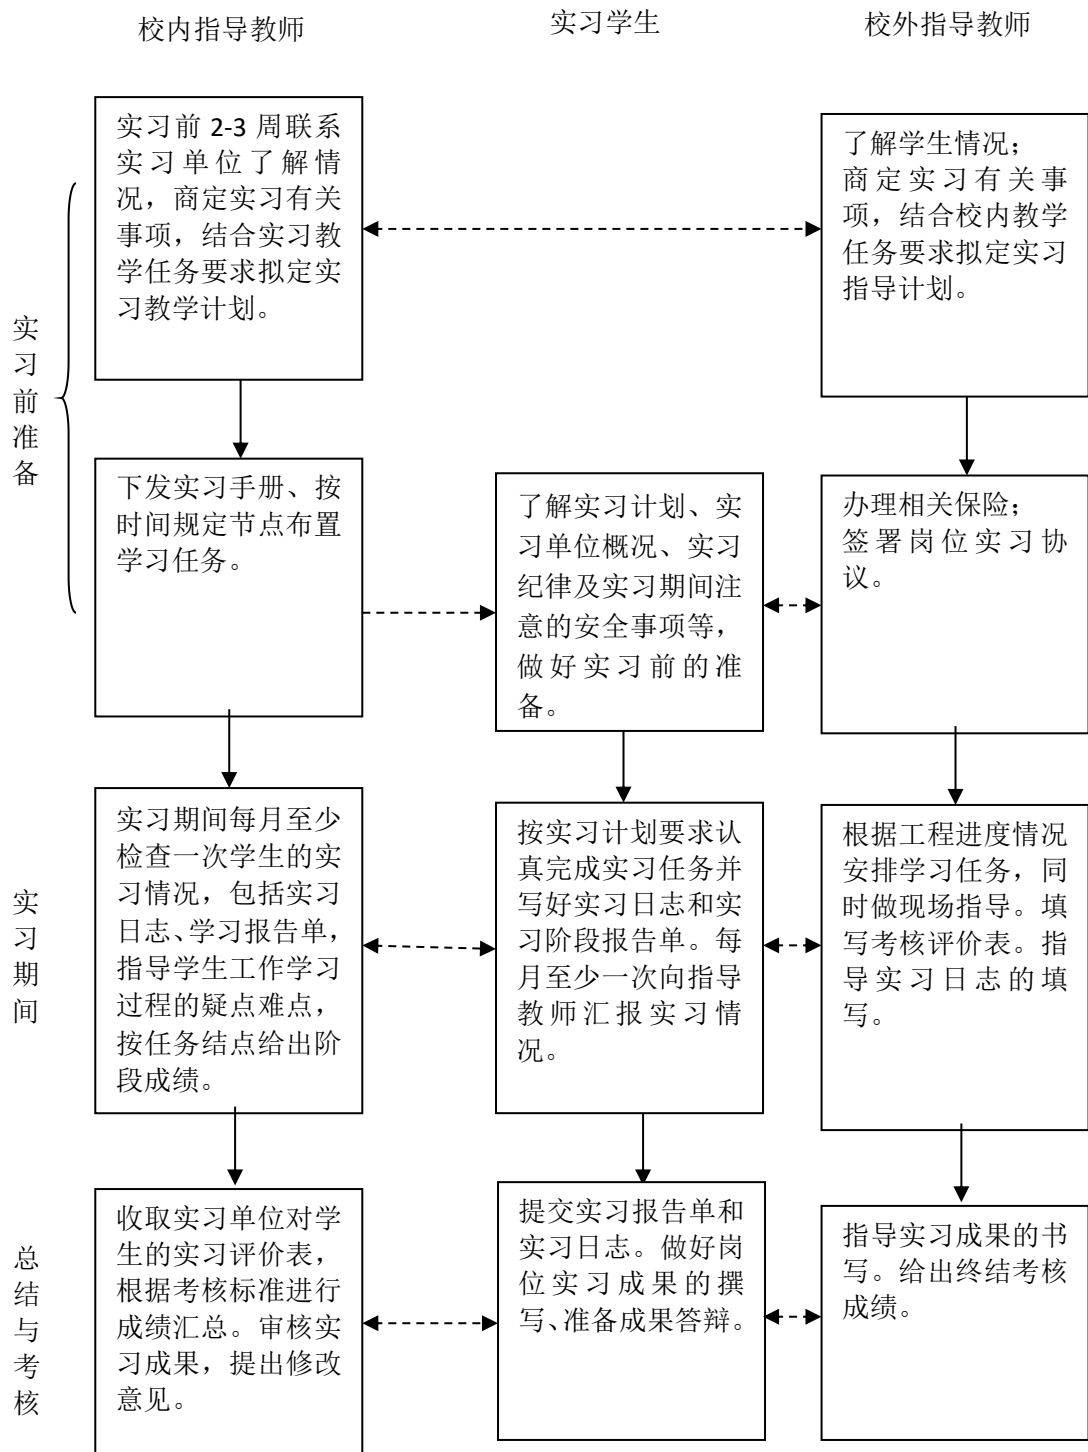 校内指导教师
实习学生
校外指导教师
实习前准备
实习前 2-3 周联系
实习单位了解情
况，商定实习有关
事项，结合实习教
学任务要求拟定实
习教学计划。
了解学生情况；
商定实习有关事
项，结合校内教学
任务要求拟定实习
指导计划。
下发实习手册、按
时间规定节点布置
学习任务。
了解实习计划、实
习单位概况、实习
纪律及实习期间注
意的安全事项等，
做好实习前的准
备。
办理相关保险；
签署岗位实习协
议。
实习期间
实习期间每月至少
检查一次学生的实
习情况，包括实习
日志、学习报告单，
指导学生工作学习
过程的疑点难点，
按任务结点给出阶
段成绩。
按实习计划要求认
真完成实习任务并
写好实习日志和实
习阶段报告单。每
月至少一次向指导
教师汇报实习情
况。
根据工程进度情况
安排学习任务，同
时做现场指导。填
写考核评价表。指
导实习日志的填
写。
总结与考核
收取实习单位对学
生的实习评价表，
根据考核标准进行
成绩汇总。审核实
习成果，提出修改
意见。
提交实习报告单和
实习日志。做好岗
位实习成果的撰
写、准备成果答辩。
指导实习成果的书
写。给出终结考核
成绩。